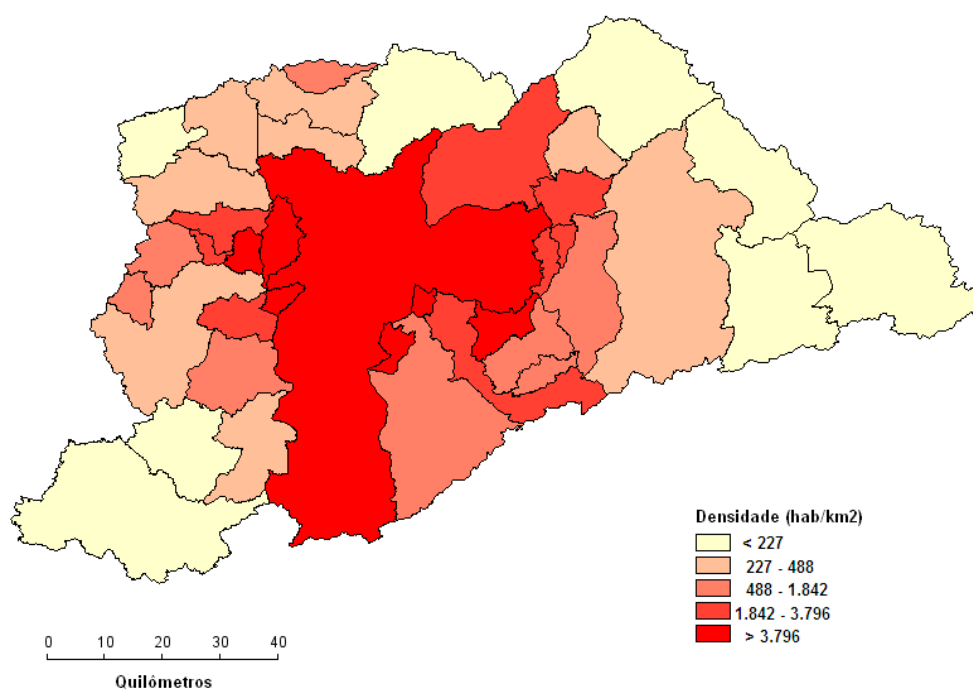 Densidade (hab/km2)
< 227
227 - 488
488 - 1.842
1.842 - 3.796
> 3.796
0 10 20 30 40
Quilômetros